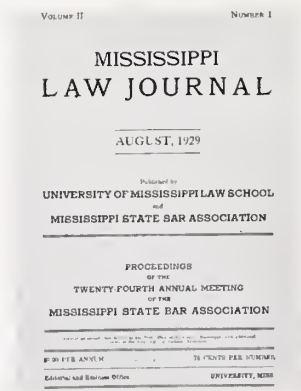 VOLUME II NUMBER 1
MISSISSIPPI
LAW JOURNAL
AUGUST, 1929
Published by
UNIVERSITY OF MISSISSIPPI LAW SCHOOL
and
MISSISSIPPI STATE BAR ASSOCIATION
PROCEEDINGS
OF THE
TWENTY-FOURTH ANNUAL MEETING
OF THE
MISSISSIPPI STATE BAR ASSOCIATION
PER ANNUM 75 CENTS PER NUMBER
Editorial and Business Office UNIVERSITY, MISS.